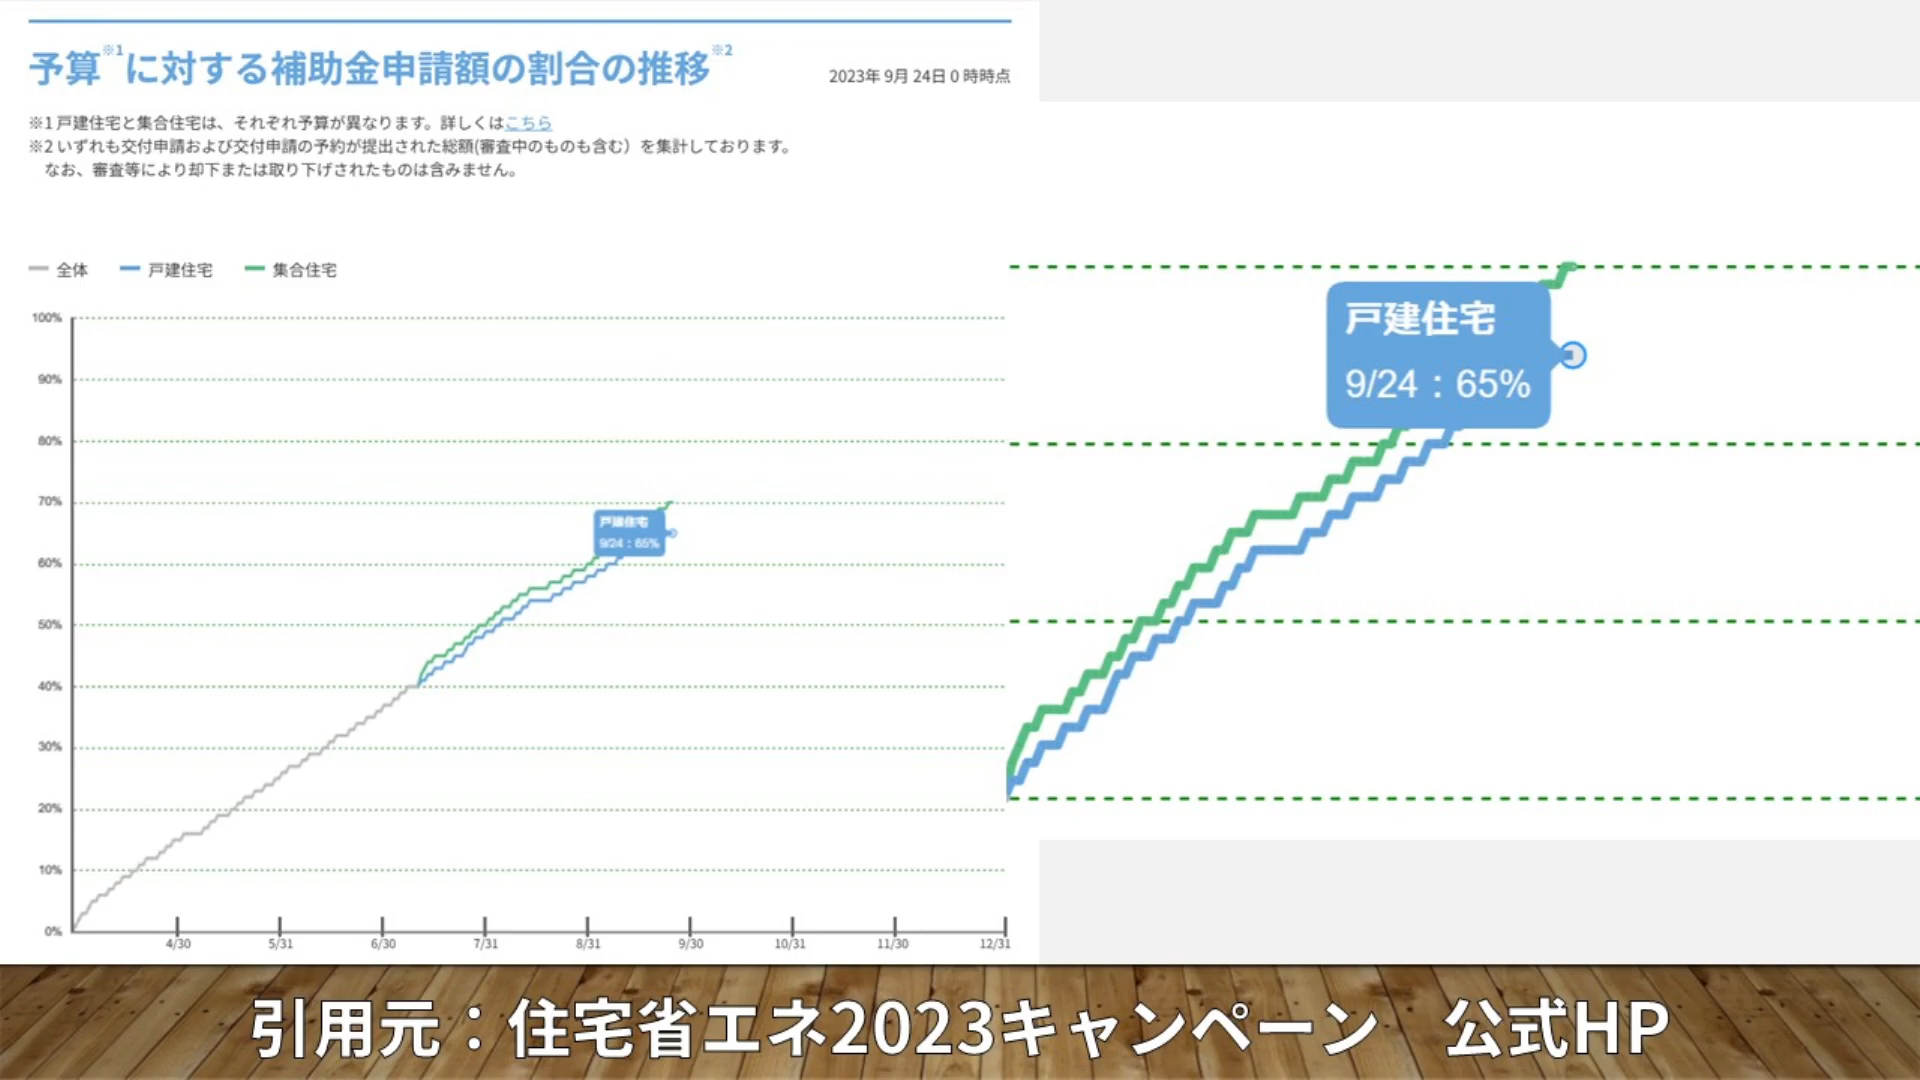 予算※1に対する補助金申請額の割合の推移※2
2023年 9月 24日 0 時時点
※1 戸建住宅と集合住宅は、それぞれ予算が異なります。詳しくはこちら
※2 いずれも交付申請および交付申請の予約が提出された総額(審査中のものも含む）を集計しております。
なお、審査等により却下または取り下げされたものは含みません。
全体 戸建住宅 集合住宅
100%
90%
80%
70%
60%
50%
40%
30%
20%
10%
0%
戸建住宅
9/24：65%
4/30 5/31 6/30 7/31 8/31 9/30 10/31 11/30 12/31
戸建住宅
9/24：65%
引用元：住宅省エネ2023キャンペーン　公式HP